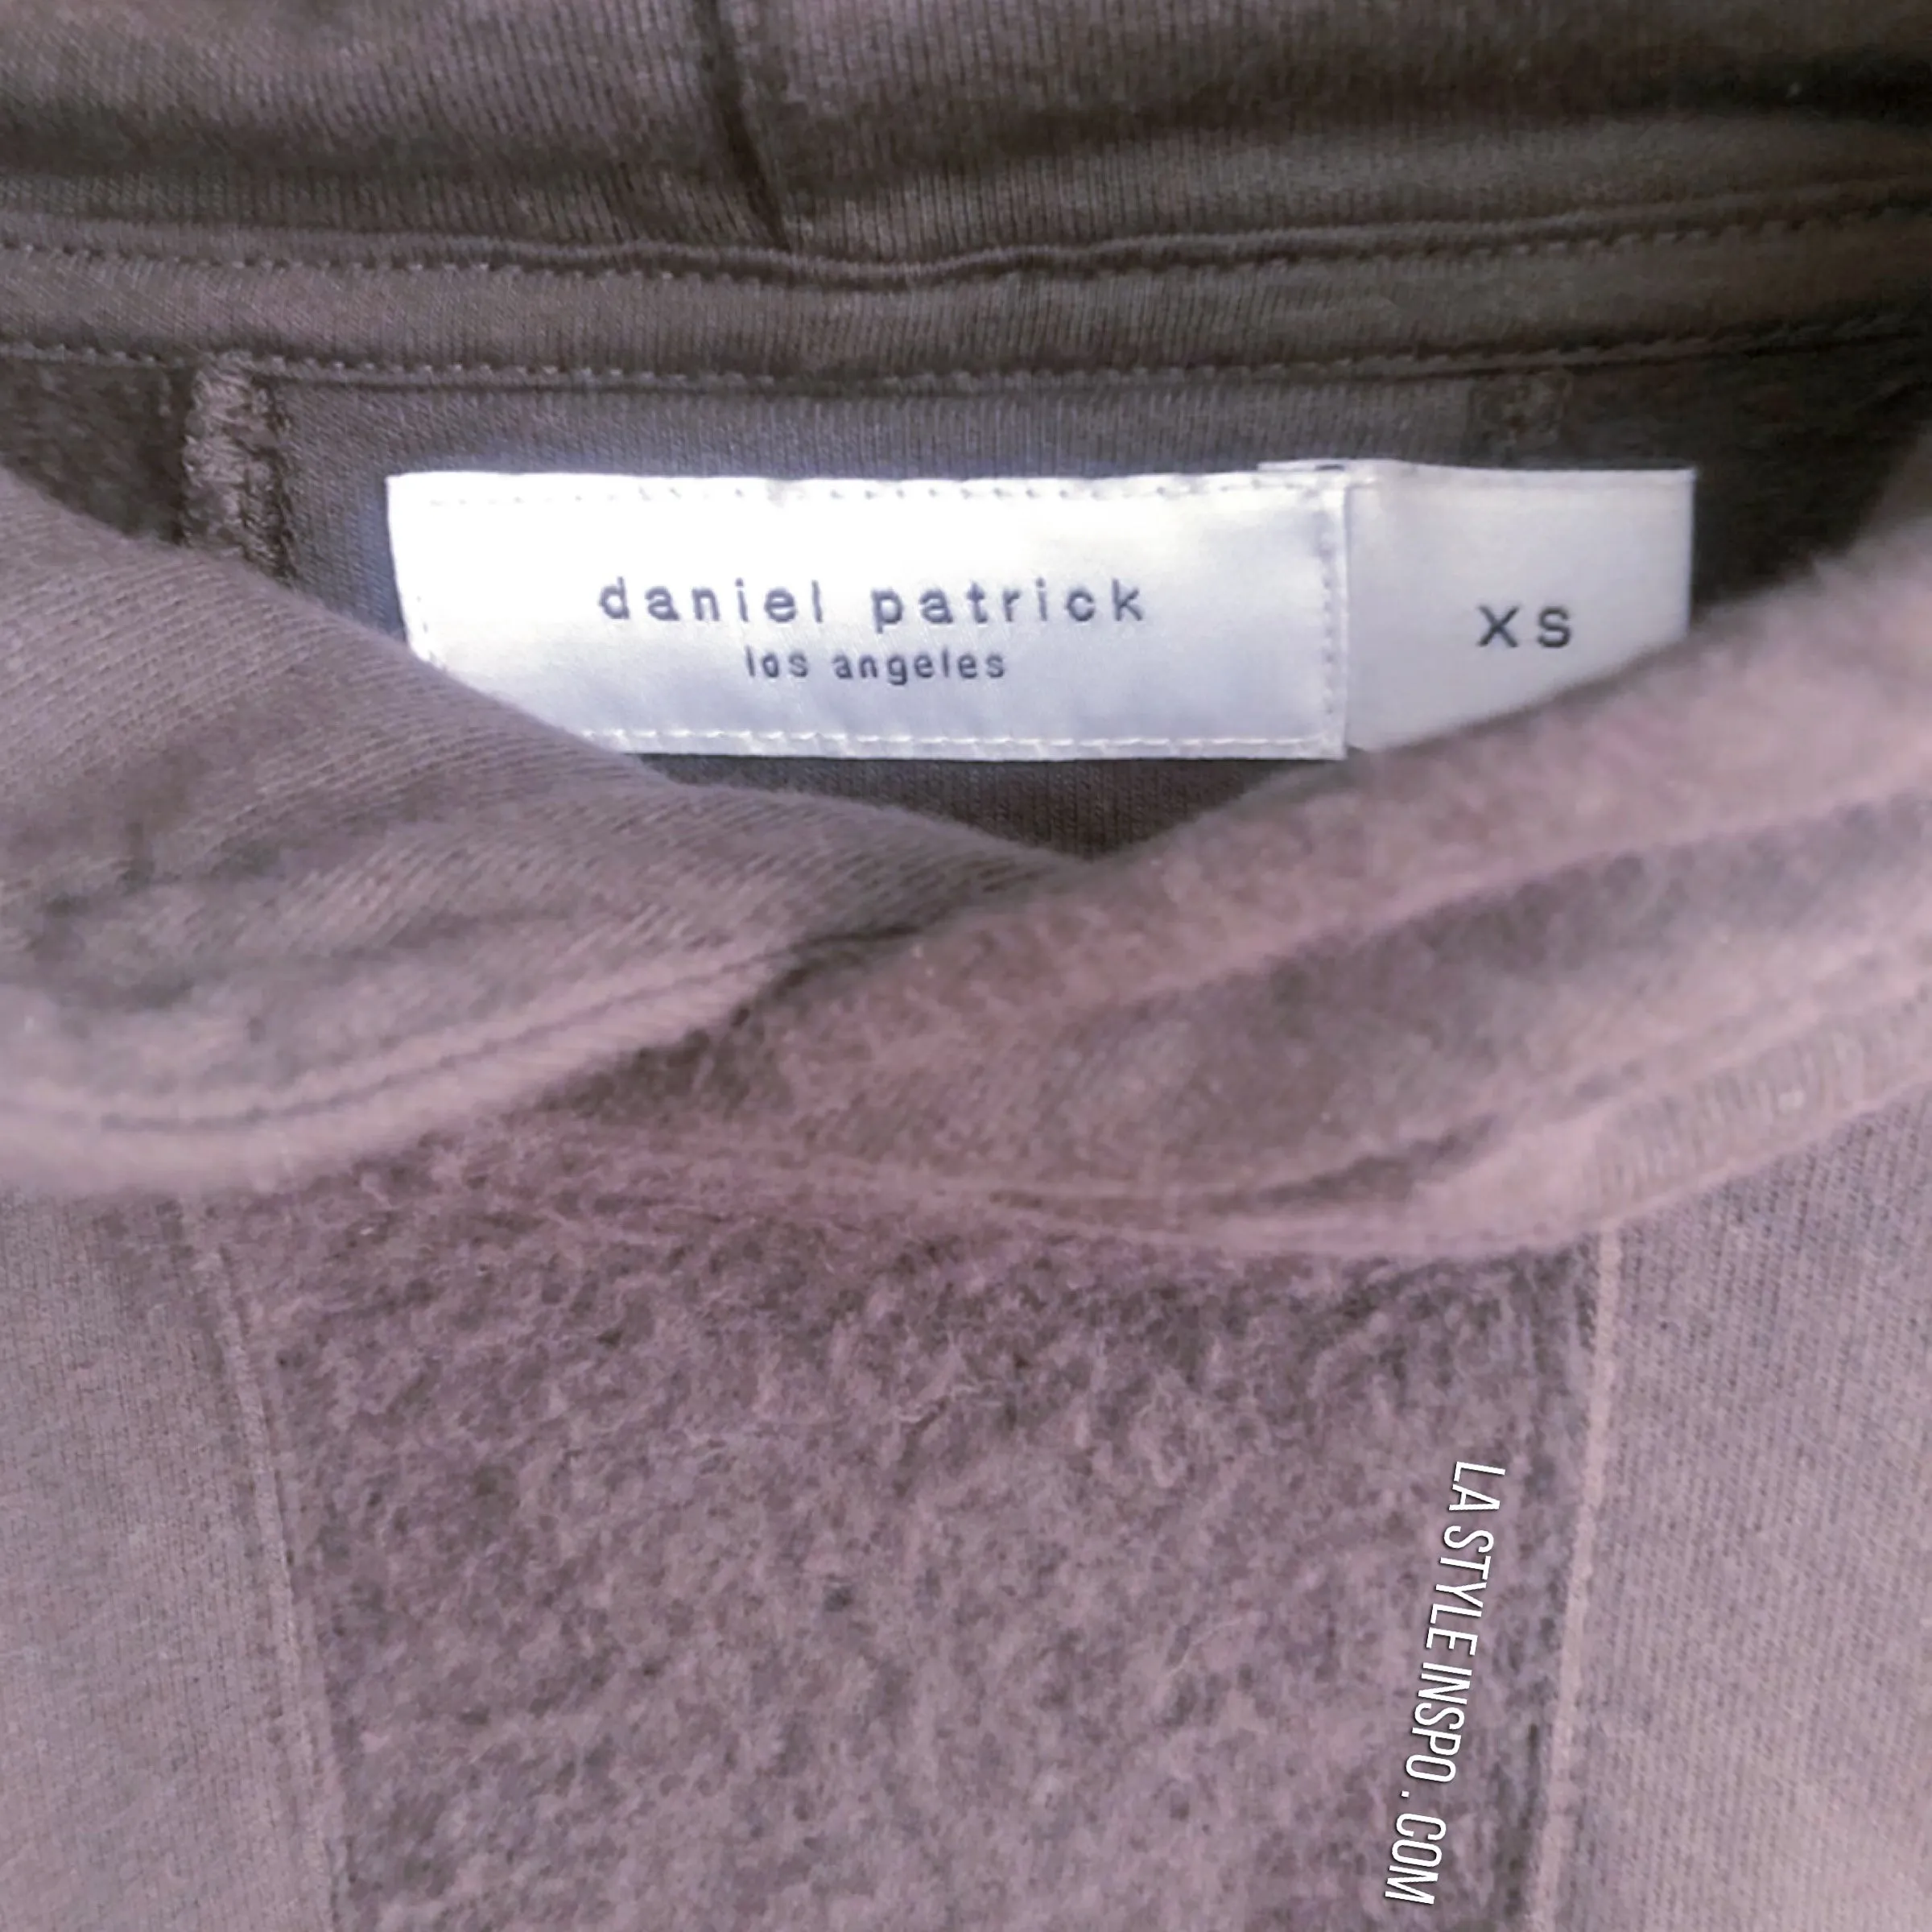 daniel patrick
los angeles
XS
LA STYLE INSPO . COM